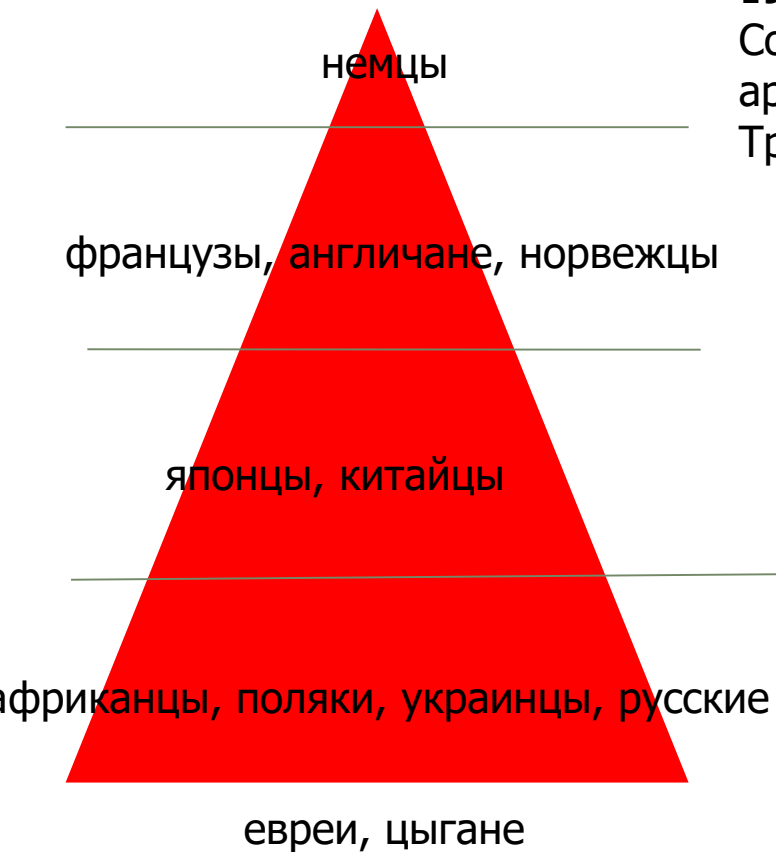 немцы
французы, англичане, норвежцы
японцы, китайцы
африканцы, поляки, украинцы, русские
евреи, цыгане